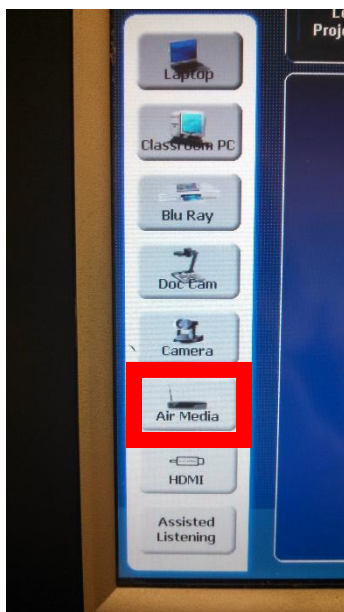 Laptop
Classroom PC
Blu Ray
Doc Cam
Camera
Air Media
HDMI
Assisted
Listening